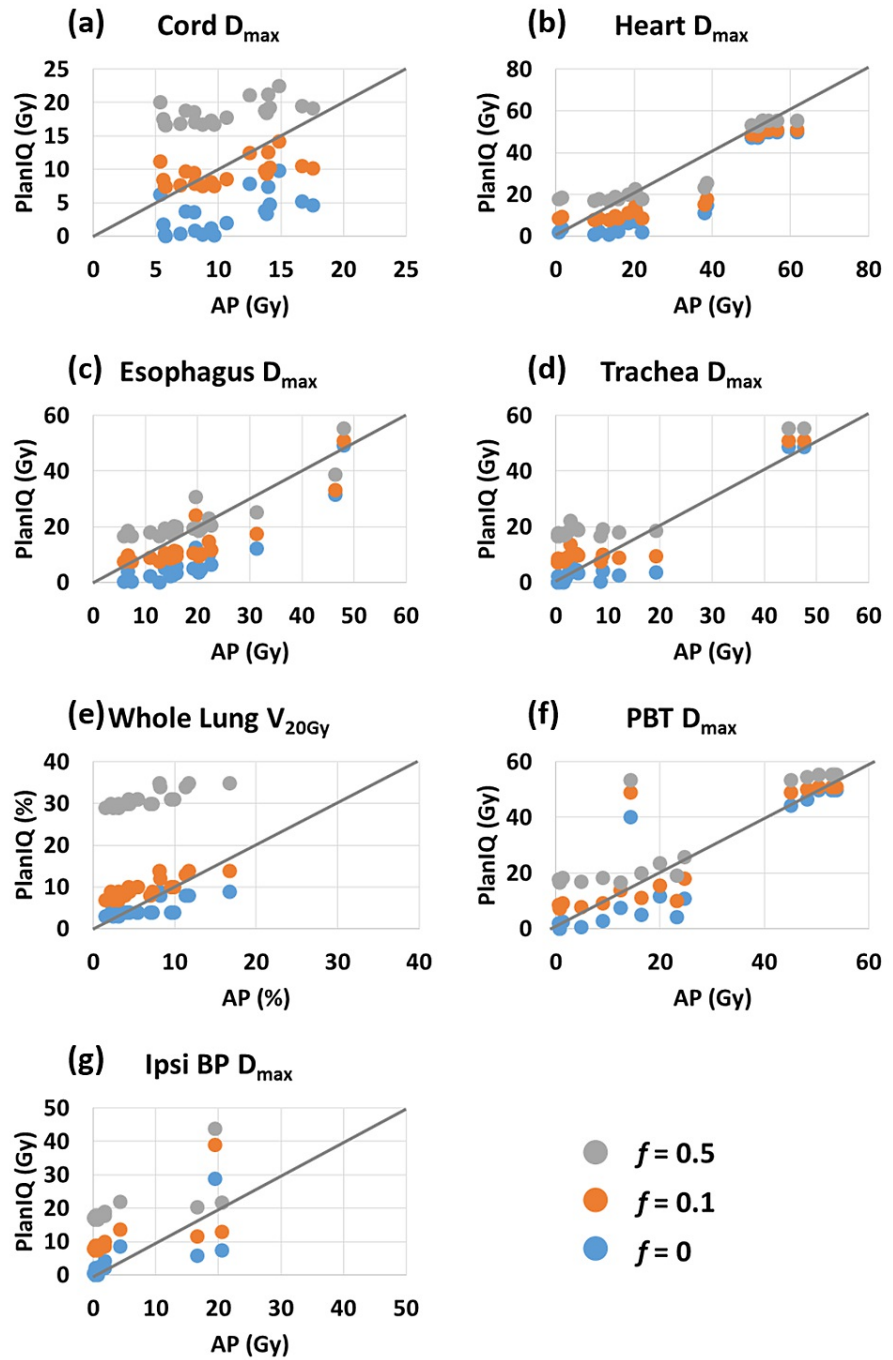 (a) Cord Dmax
PlanIQ (Gy)
25
20
15
10
5
0
0 5 10 15 20 25
AP (Gy)
(b) Heart Dmax
PlanIQ (Gy)
80
60
40
20
0
0 20 40 60 80
AP (Gy)
(c) Esophagus Dmax
PlanIQ (Gy)
60
40
20
0
0 10 20 30 40 50 60
AP (Gy)
(d) Trachea Dmax
PlanIQ (Gy)
60
40
20
0
0 10 20 30 40 50 60
AP (Gy)
(e) Whole Lung V20Gy
PlanIQ (%)
40
30
20
10
0
0 10 20 30 40
AP (%)
(f) PBT Dmax
PlanIQ (Gy)
60
40
20
0
0 20 40 60
AP (Gy)
(g) Ipsi BP Dmax
PlanIQ (Gy)
50
40
30
20
10
0
0 10 20 30 40 50
AP (Gy)
f = 0.5
f = 0.1
f = 0